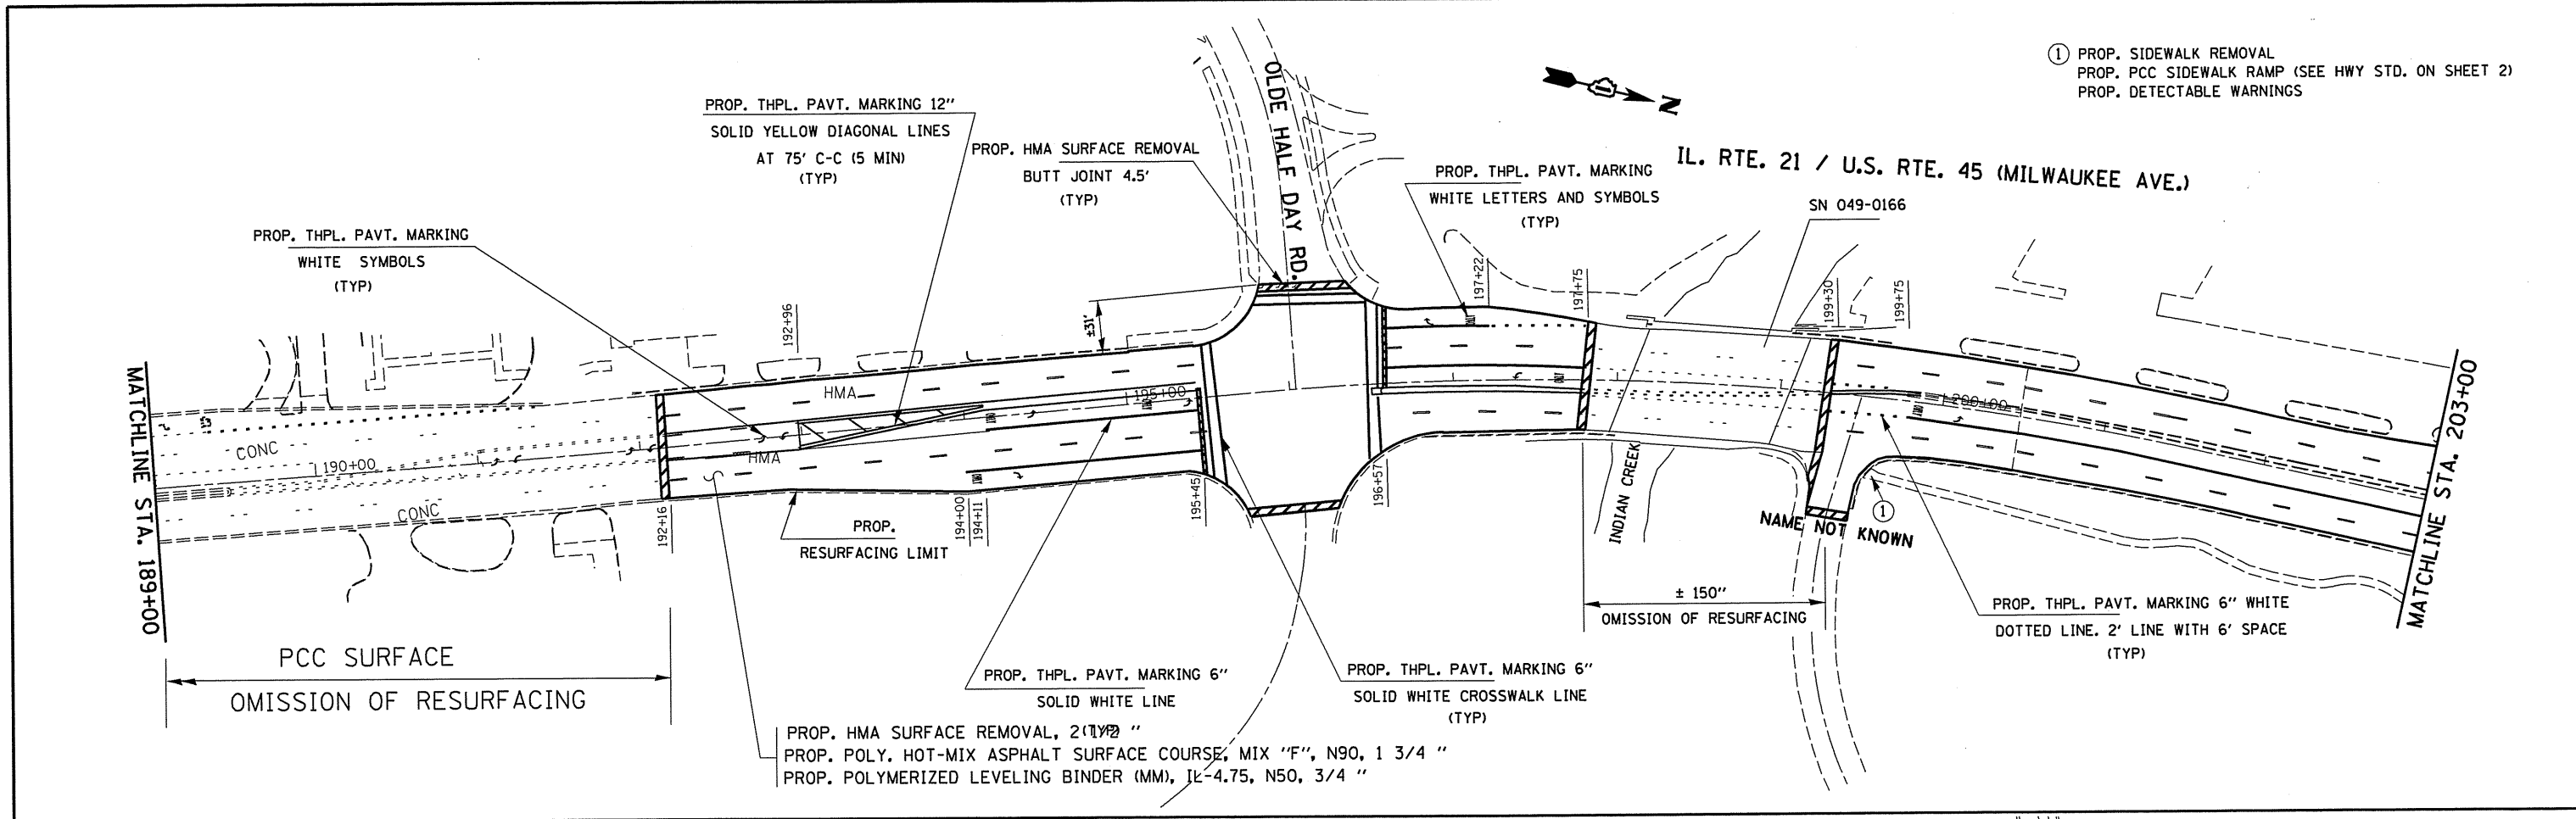 ① PROP. SIDEWALK REMOVAL
PROP. PCC SIDEWALK RAMP (SEE HWY STD. ON SHEET 2)
PROP. DETECTABLE WARNINGS
N
IL. RTE. 21 / U.S. RTE. 45 (MILWAUKEE AVE.)
OLDE HALF DAY RD.
PROP. THPL. PAVT. MARKING 12"
SOLID YELLOW DIAGONAL LINES
AT 75' C-C (5 MIN)
(TYP)
PROP. HMA SURFACE REMOVAL
BUTT JOINT 4.5'
(TYP)
PROP. THPL. PAVT. MARKING
WHITE LETTERS AND SYMBOLS
(TYP)
SN 049-0166
PROP. THPL. PAVT. MARKING
WHITE SYMBOLS
(TYP)
192+96
±31'
197+22
197+75
199+30
199+75
MATCHLINE STA. 189+00
MATCHLINE STA. 203+00
CONC
190+00
CONC
HMA
HMA
195+00
200+00
192+16
194+00
194+11
195+45
196+57
INDIAN CREEK
NAME NOT KNOWN
①
PROP.
RESURFACING LIMIT
± 150"
OMISSION OF RESURFACING
PCC SURFACE
OMISSION OF RESURFACING
PROP. THPL. PAVT. MARKING 6"
SOLID WHITE LINE
PROP. THPL. PAVT. MARKING 6"
SOLID WHITE CROSSWALK LINE
(TYP)
PROP. THPL. PAVT. MARKING 6" WHITE
DOTTED LINE. 2' LINE WITH 6' SPACE
(TYP)
PROP. HMA SURFACE REMOVAL, 2 1/2 "
(TYP)
PROP. POLY. HOT-MIX ASPHALT SURFACE COURSE, MIX "F", N90, 1 3/4 "
PROP. POLYMERIZED LEVELING BINDER (MM), IL-4.75, N50, 3/4 "